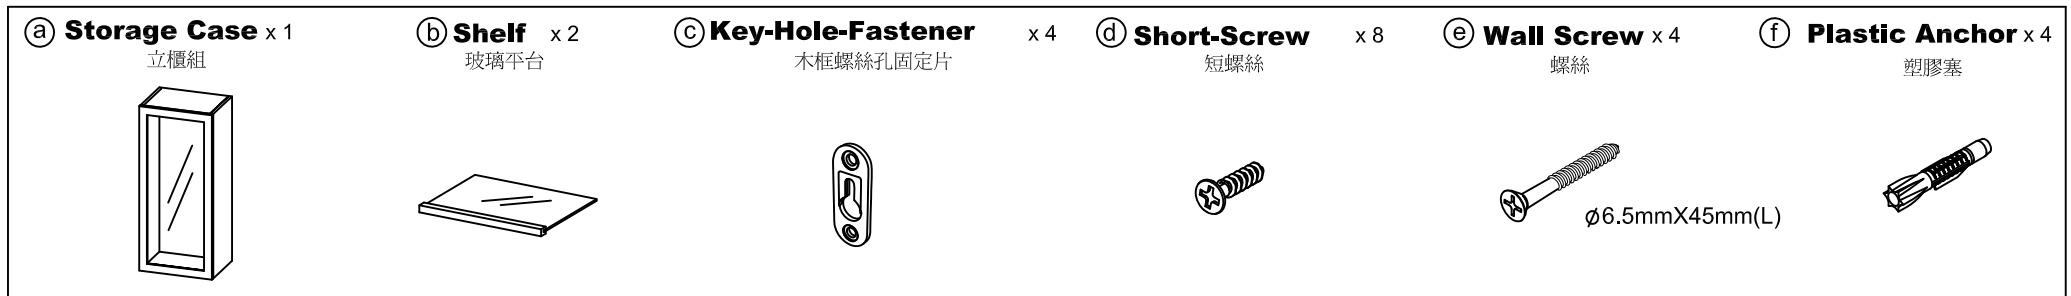 ⓐ Storage Case x 1
立櫃組
ⓑ Shelf x 2
玻璃平台
ⓒ Key-Hole-Fastener x 4
木框螺絲孔固定片
ⓓ Short-Screw x 8
短螺絲
ⓔ Wall Screw x 4
螺絲
ø6.5mmX45mm(L)
ⓕ Plastic Anchor x 4
塑膠塞